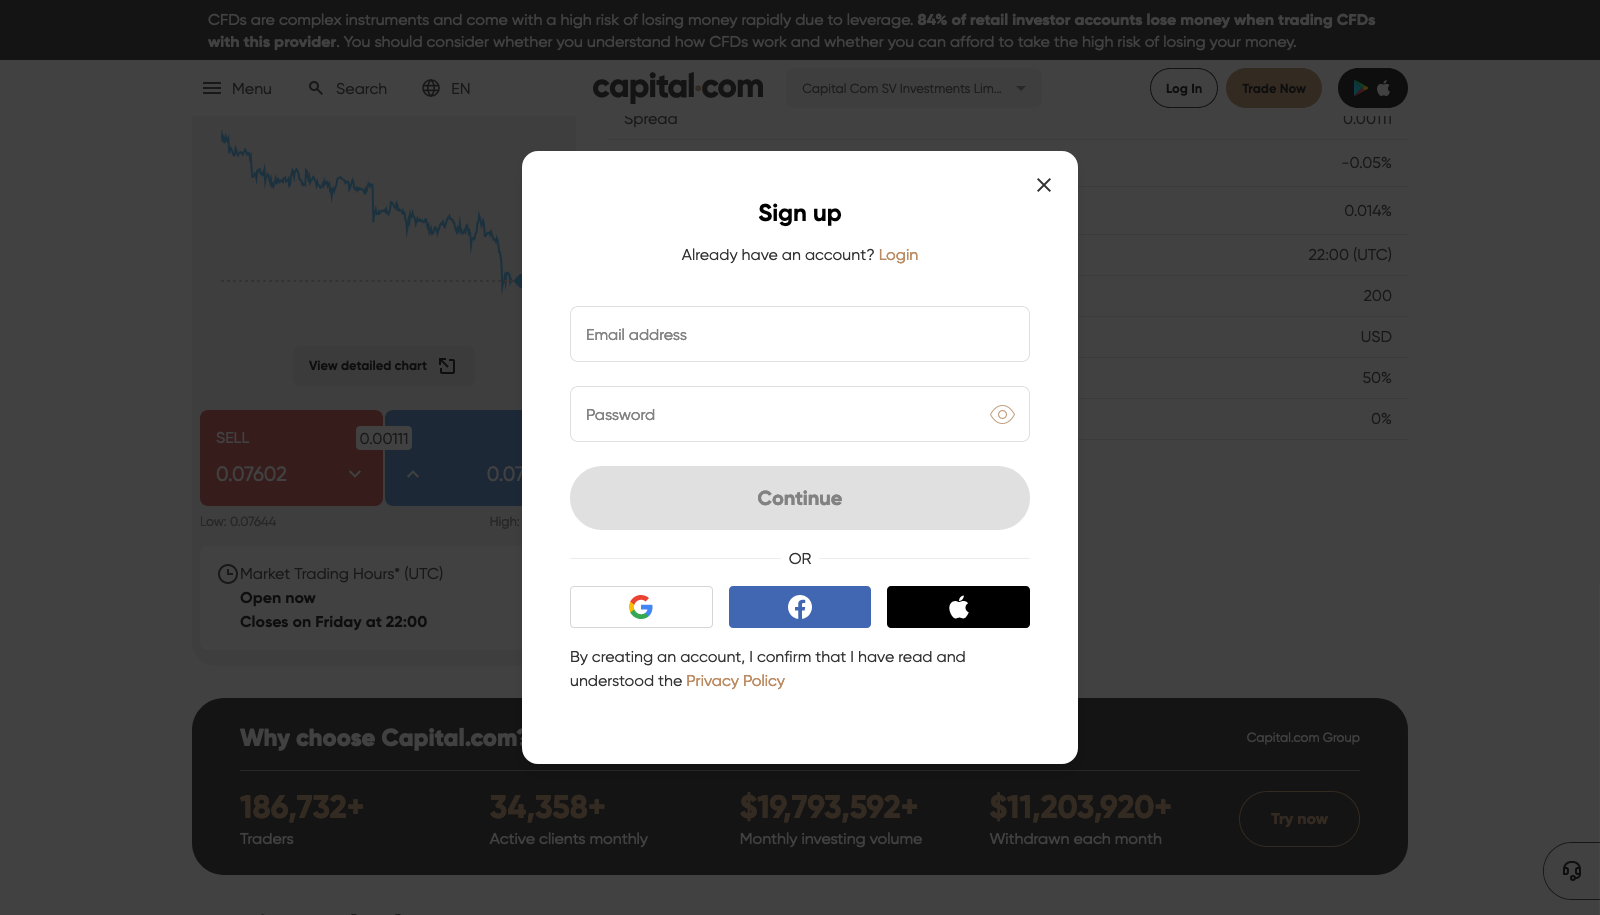 CFDs are complex instruments and come with a high risk of losing money rapidly due to leverage. 84% of retail investor accounts lose money when trading CFDs
with this provider. You should consider whether you understand how CFDs work and whether you can afford to take the high risk of losing your money.
Menu
Search
EN
capital.com
Capital Com SV Investments Lim...
Log In
Trade Now
Spread
0.00111
-0.05%
0.014%
22:00 (UTC)
200
USD
50%
0%
View detailed chart
SELL
0.00111
0.07602
0.07
Low: 0.07644
High:
Market Trading Hours* (UTC)
Open now
Closes on Friday at 22:00
Sign up
Already have an account? Login
Email address
Password
Continue
OR
By creating an account, I confirm that I have read and
understood the Privacy Policy
Why choose Capital.com?
Capital.com Group
186,732+
Traders
34,358+
Active clients monthly
$19,793,592+
Monthly investing volume
$11,203,920+
Withdrawn each month
Try now